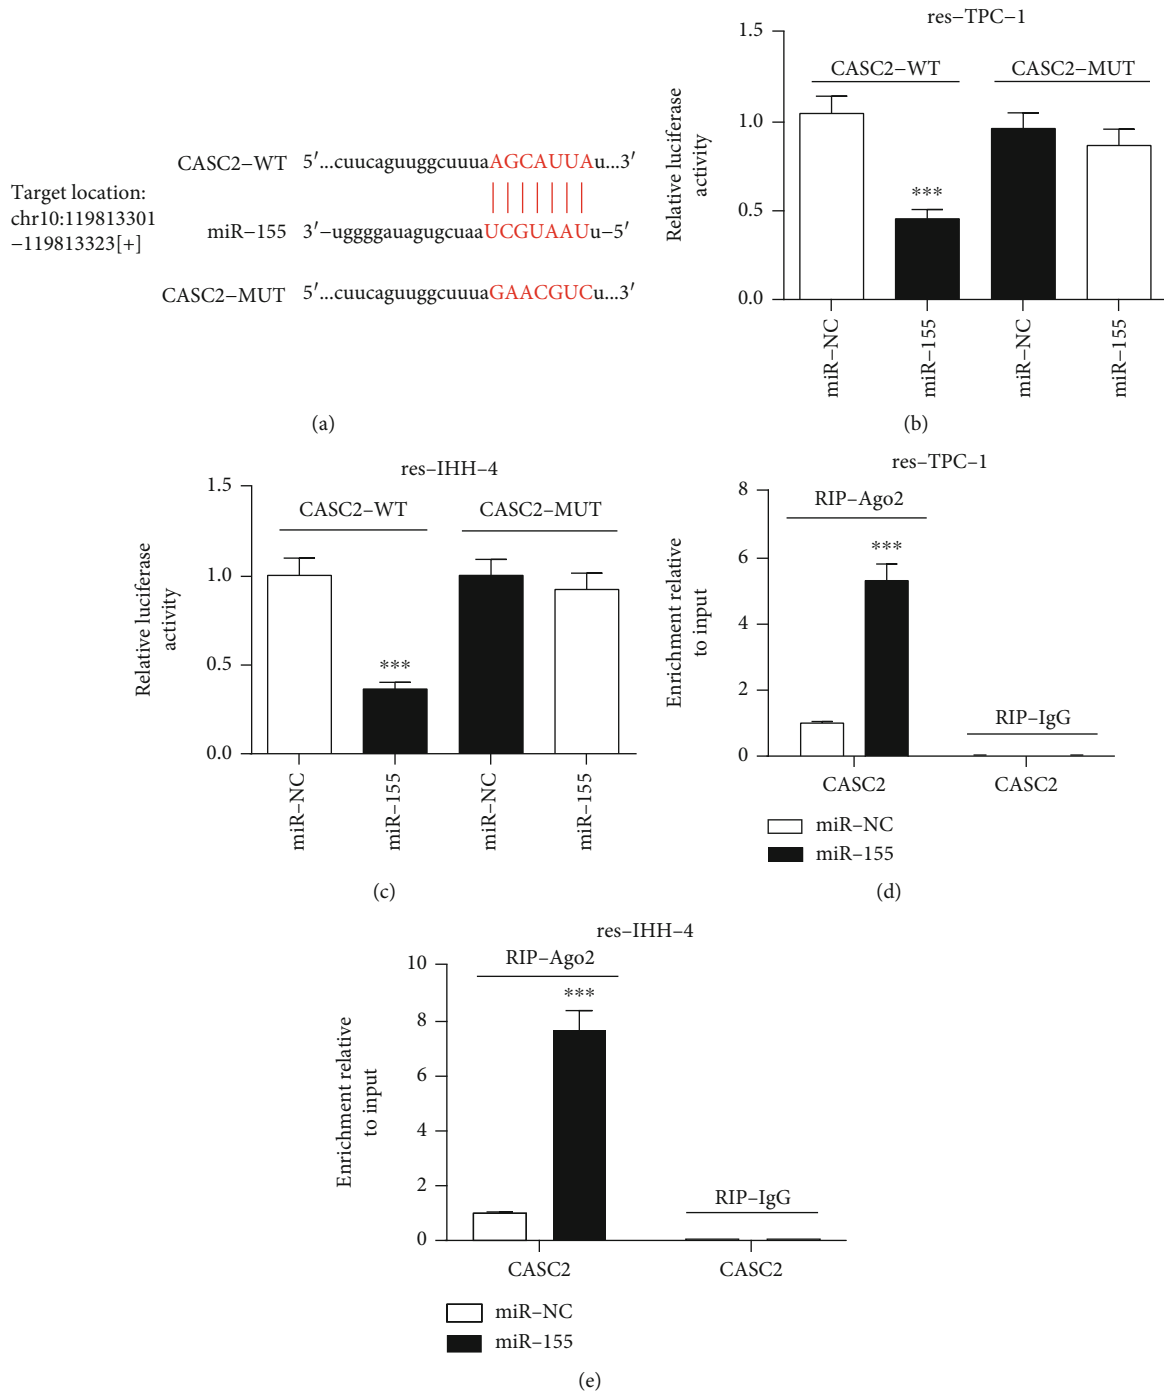 Target location:
chr10:119813301
−119813323[+]
CASC2−WT 5′...cuucaguuggcuuuaAGCAUUAu...3′
miR−155 3′−uggggauagugcuaaUCGUAAUu−5′
CASC2−MUT 5′...cuucaguuggcuuuaGAACGUCu...3′
(a)
res−TPC−1
Relative luciferase
activity
1.5
1.0
0.5
0.0
CASC2−WT
CASC2−MUT
***
miR−NC
miR−155
miR−NC
miR−155
(b)
res−IHH−4
Relative luciferase
activity
1.5
1.0
0.5
0.0
CASC2−WT
CASC2−MUT
***
miR−NC
miR−155
miR−NC
miR−155
(c)
res−TPC−1
Enrichment relative
to input
8
6
4
2
0
RIP−Ago2
***
RIP−IgG
CASC2
CASC2
miR−NC
miR−155
(d)
res−IHH−4
Enrichment relative
to input
10
8
6
4
2
0
RIP−Ago2
***
RIP−IgG
CASC2
CASC2
miR−NC
miR−155
(e)